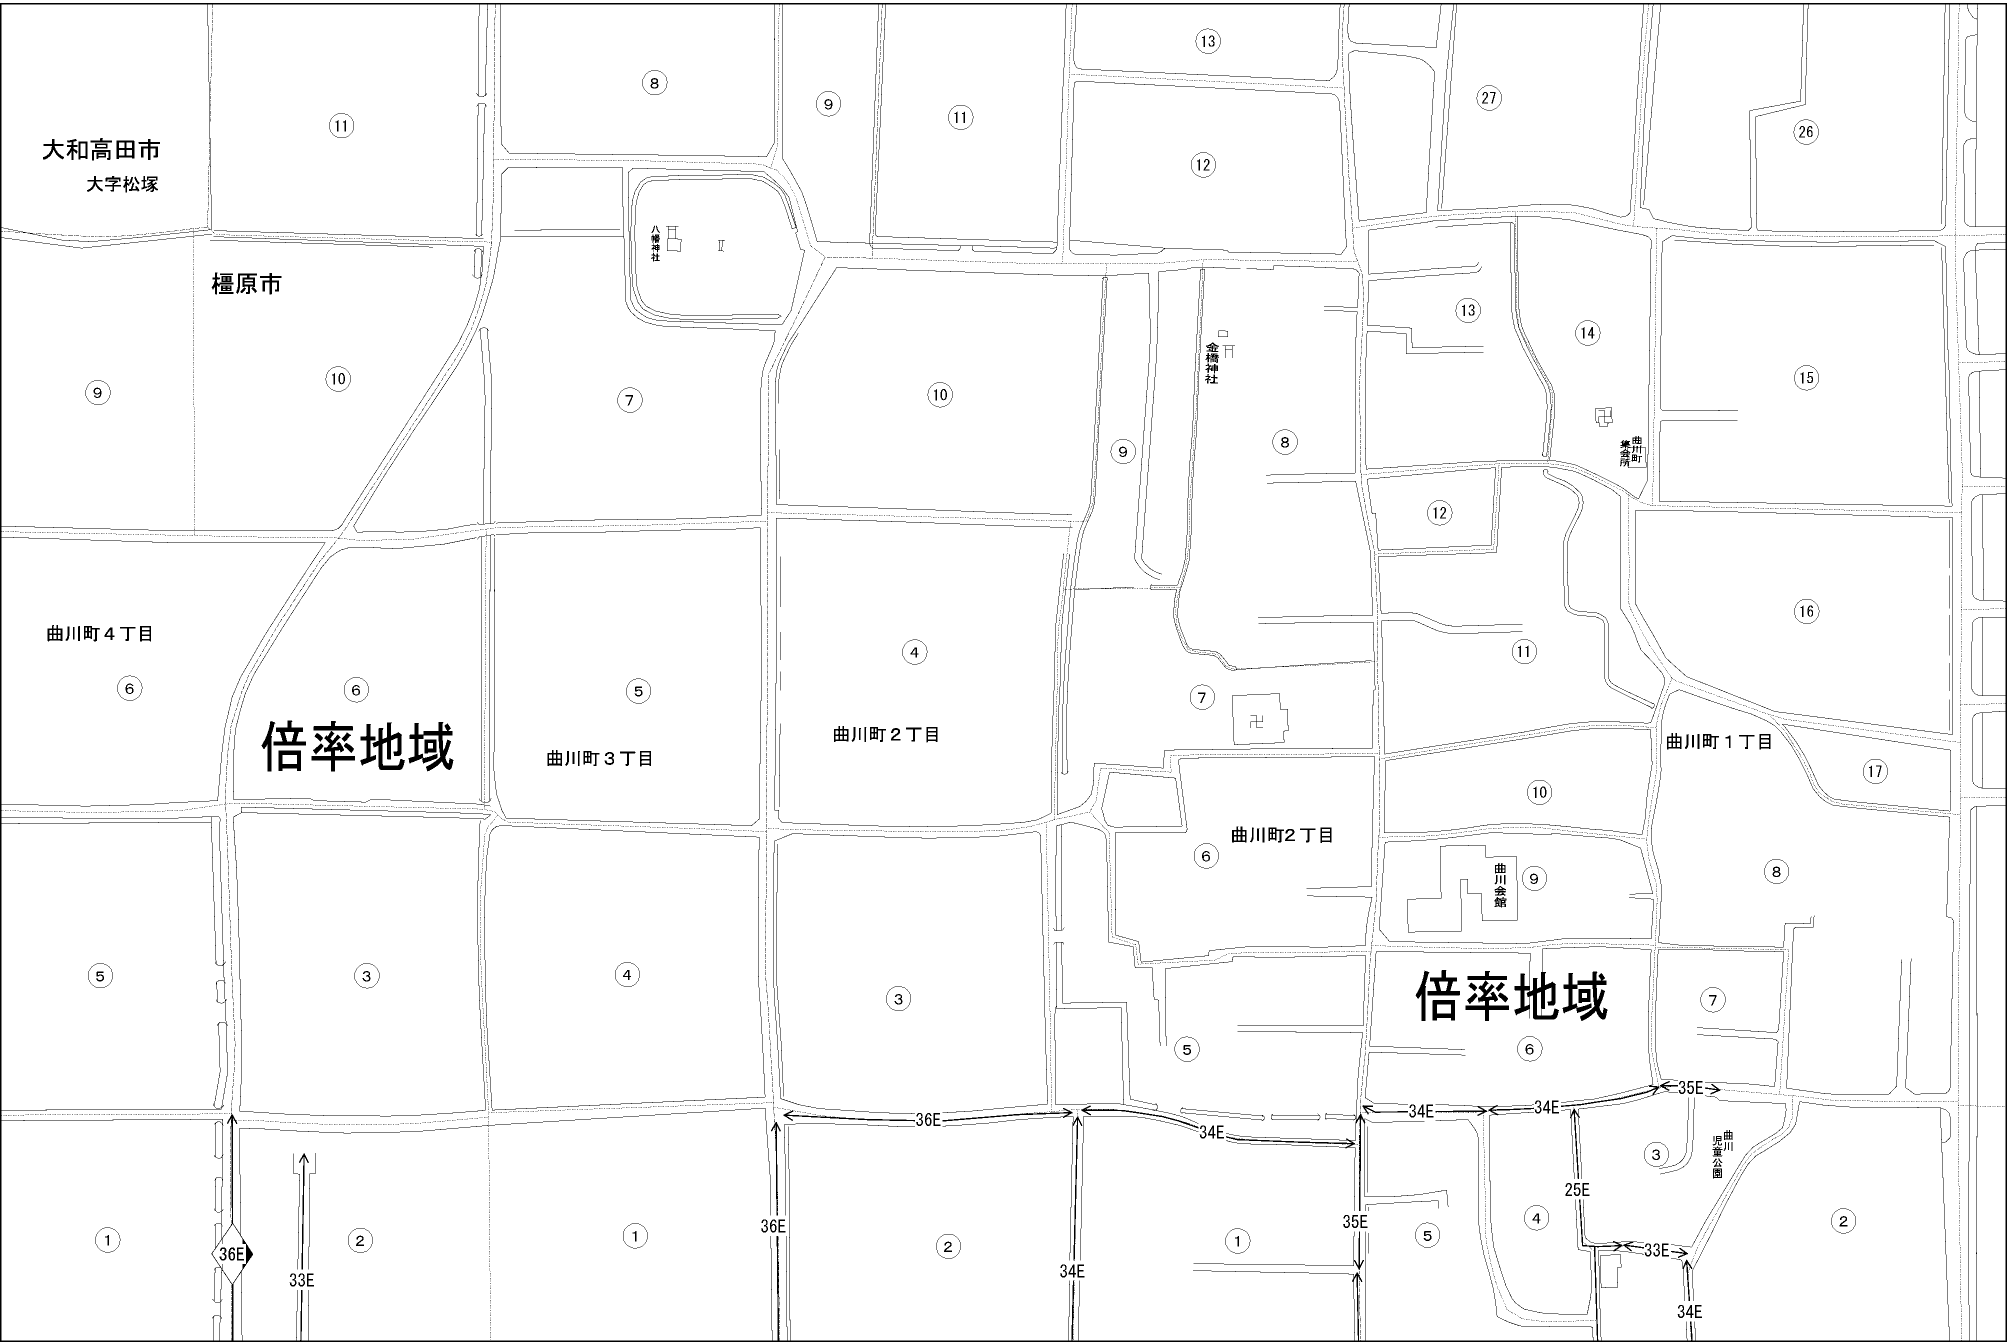 13
8
27
9
11
11
26
大和高田市
12
大字松塚
八幡神社
橿原市
13
14
金橋神社
10
15
9
7
10
8
曲川町
集会所
9
12
16
曲川町4丁目
4
11
6
6
5
7
倍率地域
曲川町2丁目
曲川町1丁目
曲川町3丁目
17
10
曲川町2丁目
6
8
曲川会館
9
5
3
4
3
倍率地域
7
5
6
35E
36E
34E
34E
34E
曲川
児童公園
3
25E
36E
35E
4
2
1
2
1
2
1
5
36E
33E
33E
34E
34E